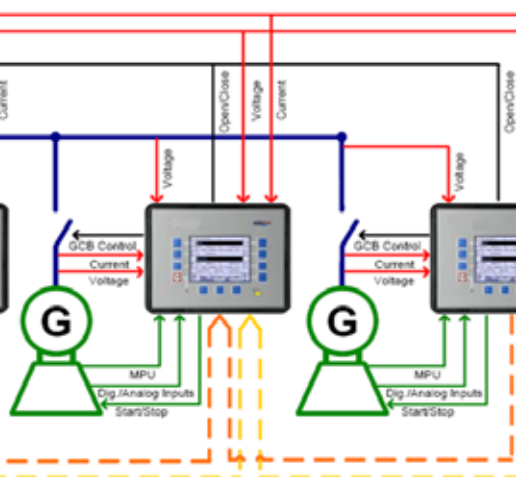 Current
Open/Close
Voltage
Current
Open/Close
Voltage
Voltage
GCB Control
Current
Voltage
GCB Control
Current
Voltage
G
G
MPU
Dig./Analog Inputs
Start/Stop
MPU
Dig./Analog Inputs
Start/Stop